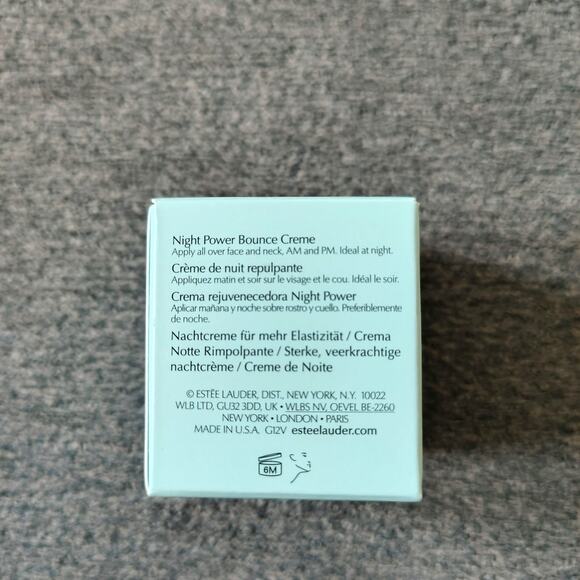 Night Power Bounce Creme
Apply all over face and neck, AM and PM. Ideal at night.
Crème de nuit repulpante
Appliquez matin et soir sur le visage et le cou. Idéal le soir.
Crema rejuvenecedora Night Power
Aplicar mañana y noche sobre rostro y cuello. Preferiblemente
de noche.
Nachtcreme für mehr Elastizität / Crema
Notte Rimpolpante / Sterke, veerkrachtige
nachtcrème / Creme de Noite
© ESTÉE LAUDER, DIST., NEW YORK, N.Y. 10022
WLB LTD, GU32 3DD, UK • WLBS NV, OEVEL BE-2260
NEW YORK • LONDON • PARIS
MADE IN U.S.A. G12V esteelauder.com
6M